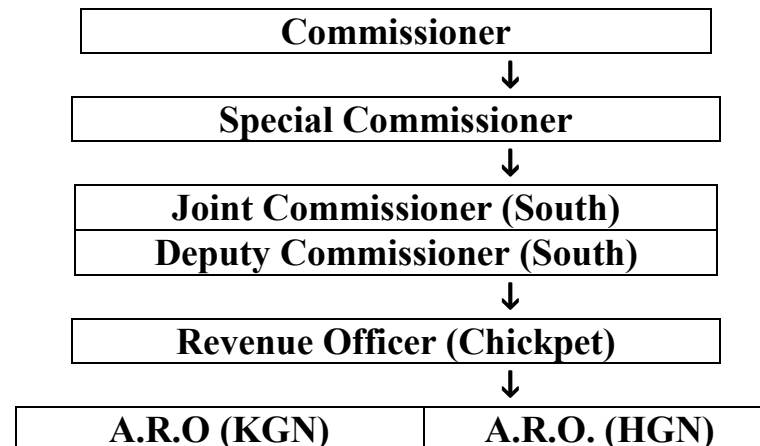 Commissioner
↓
Special Commissioner
↓
Joint Commissioner (South)
Deputy Commissioner (South)
↓
Revenue Officer (Chickpet)
↓
A.R.O (KGN) A.R.O. (HGN)